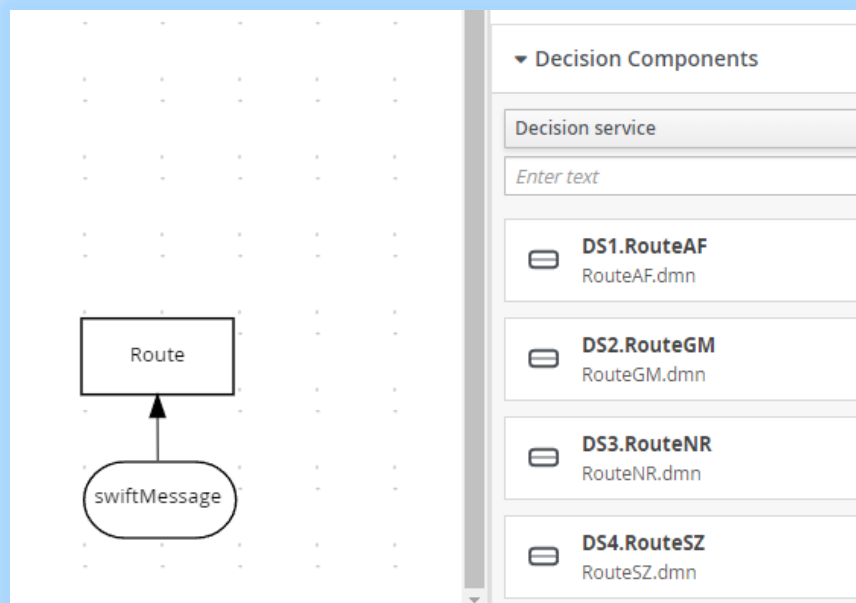 Route
swiftMessage
Decision Components
Decision service
Enter text
DS1.RouteAF
RouteAF.dmn
DS2.RouteGM
RouteGM.dmn
DS3.RouteNR
RouteNR.dmn
DS4.RouteSZ
RouteSZ.dmn